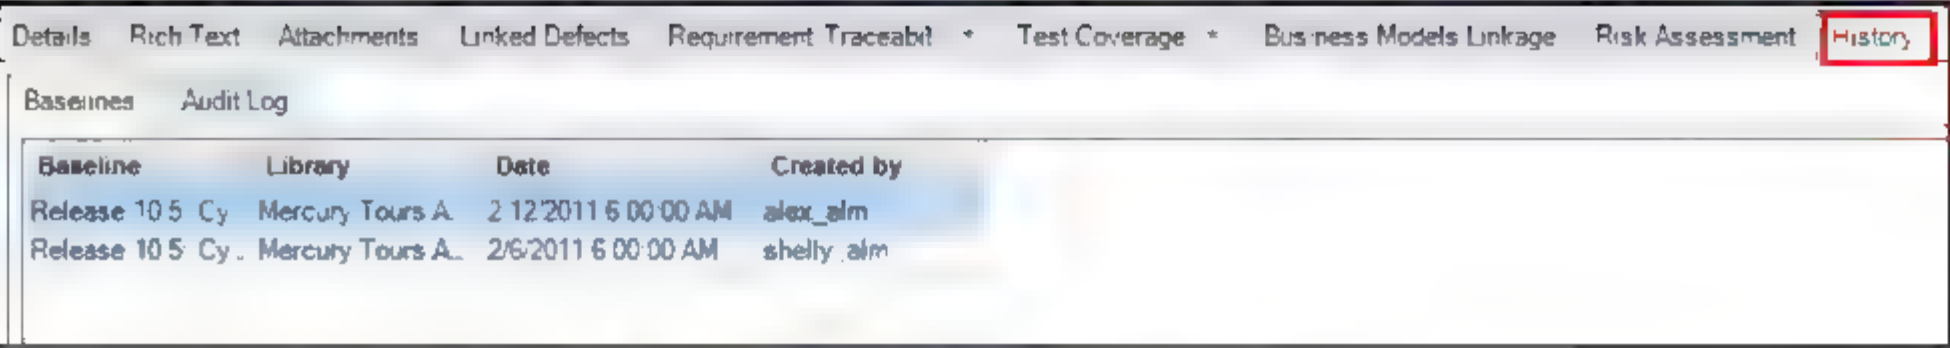 Details Rich Text Attachments Linked Defects Requirement Traceabil * Test Coverage * Business Models Linkage Risk Assessment History
Baselines Audit Log
Baseline Library Date Created by
Release 10.5: Cy... Mercury Tours A... 2/12/2011 6:00:00 AM alex_alm
Release 10.5: Cy... Mercury Tours A... 2/6/2011 6:00:00 AM shelly_alm